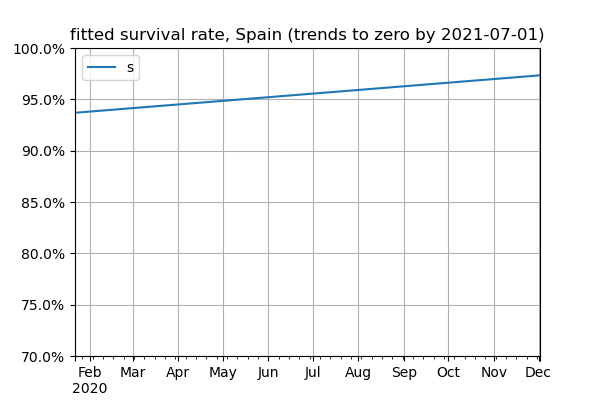 fitted survival rate, Spain (trends to zero by 2021-07-01)
100.0%
s
95.0%
90.0%
85.0%
80.0%
75.0%
70.0%
Feb Mar Apr May Jun Jul Aug Sep Oct Nov Dec
2020